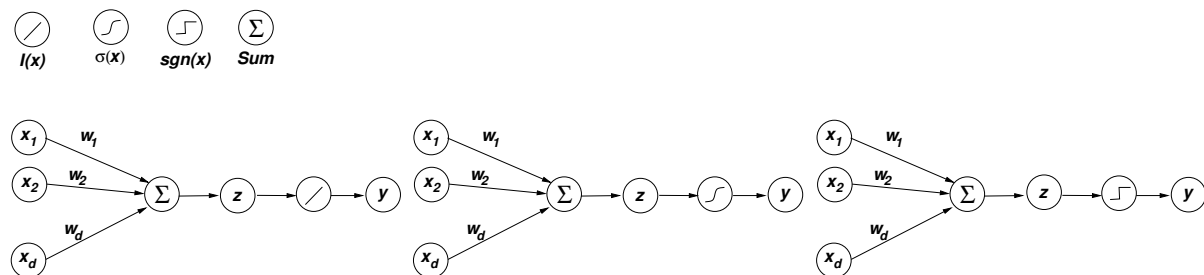 l(x) σ(x) sgn(x) Sum
Σ
x1 w1 x1 w1 x1 w1
x2 w2 x2 w2 x2 w2
Σ z y Σ z y Σ z y
wd wd wd
xd xd xd